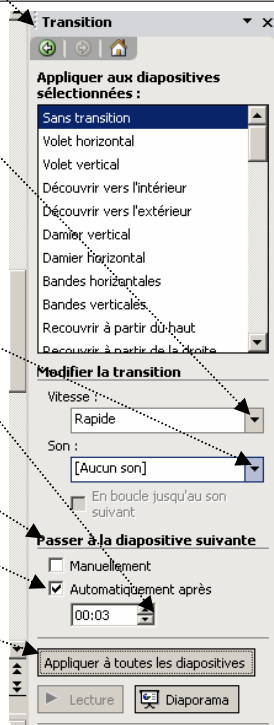 Transition
Appliquer aux diapositives
sélectionnées :
Sans transition
Volet horizontal
Volet vertical
Découvrir vers l'intérieur
Découvrir vers l'extérieur
Damier vertical
Damier horizontal
Bandes horizontales
Bandes verticales
Recouvrir à partir du haut
Recouvrir à partir de la droite
Modifier la transition
Vitesse :
Rapide
Son :
[Aucun son]
En boucle jusqu'au son
suivant
Passer à la diapositive suivante
Manuellement
Automatiquement après
00:03
Appliquer à toutes les diapositives
Lecture Diaporama